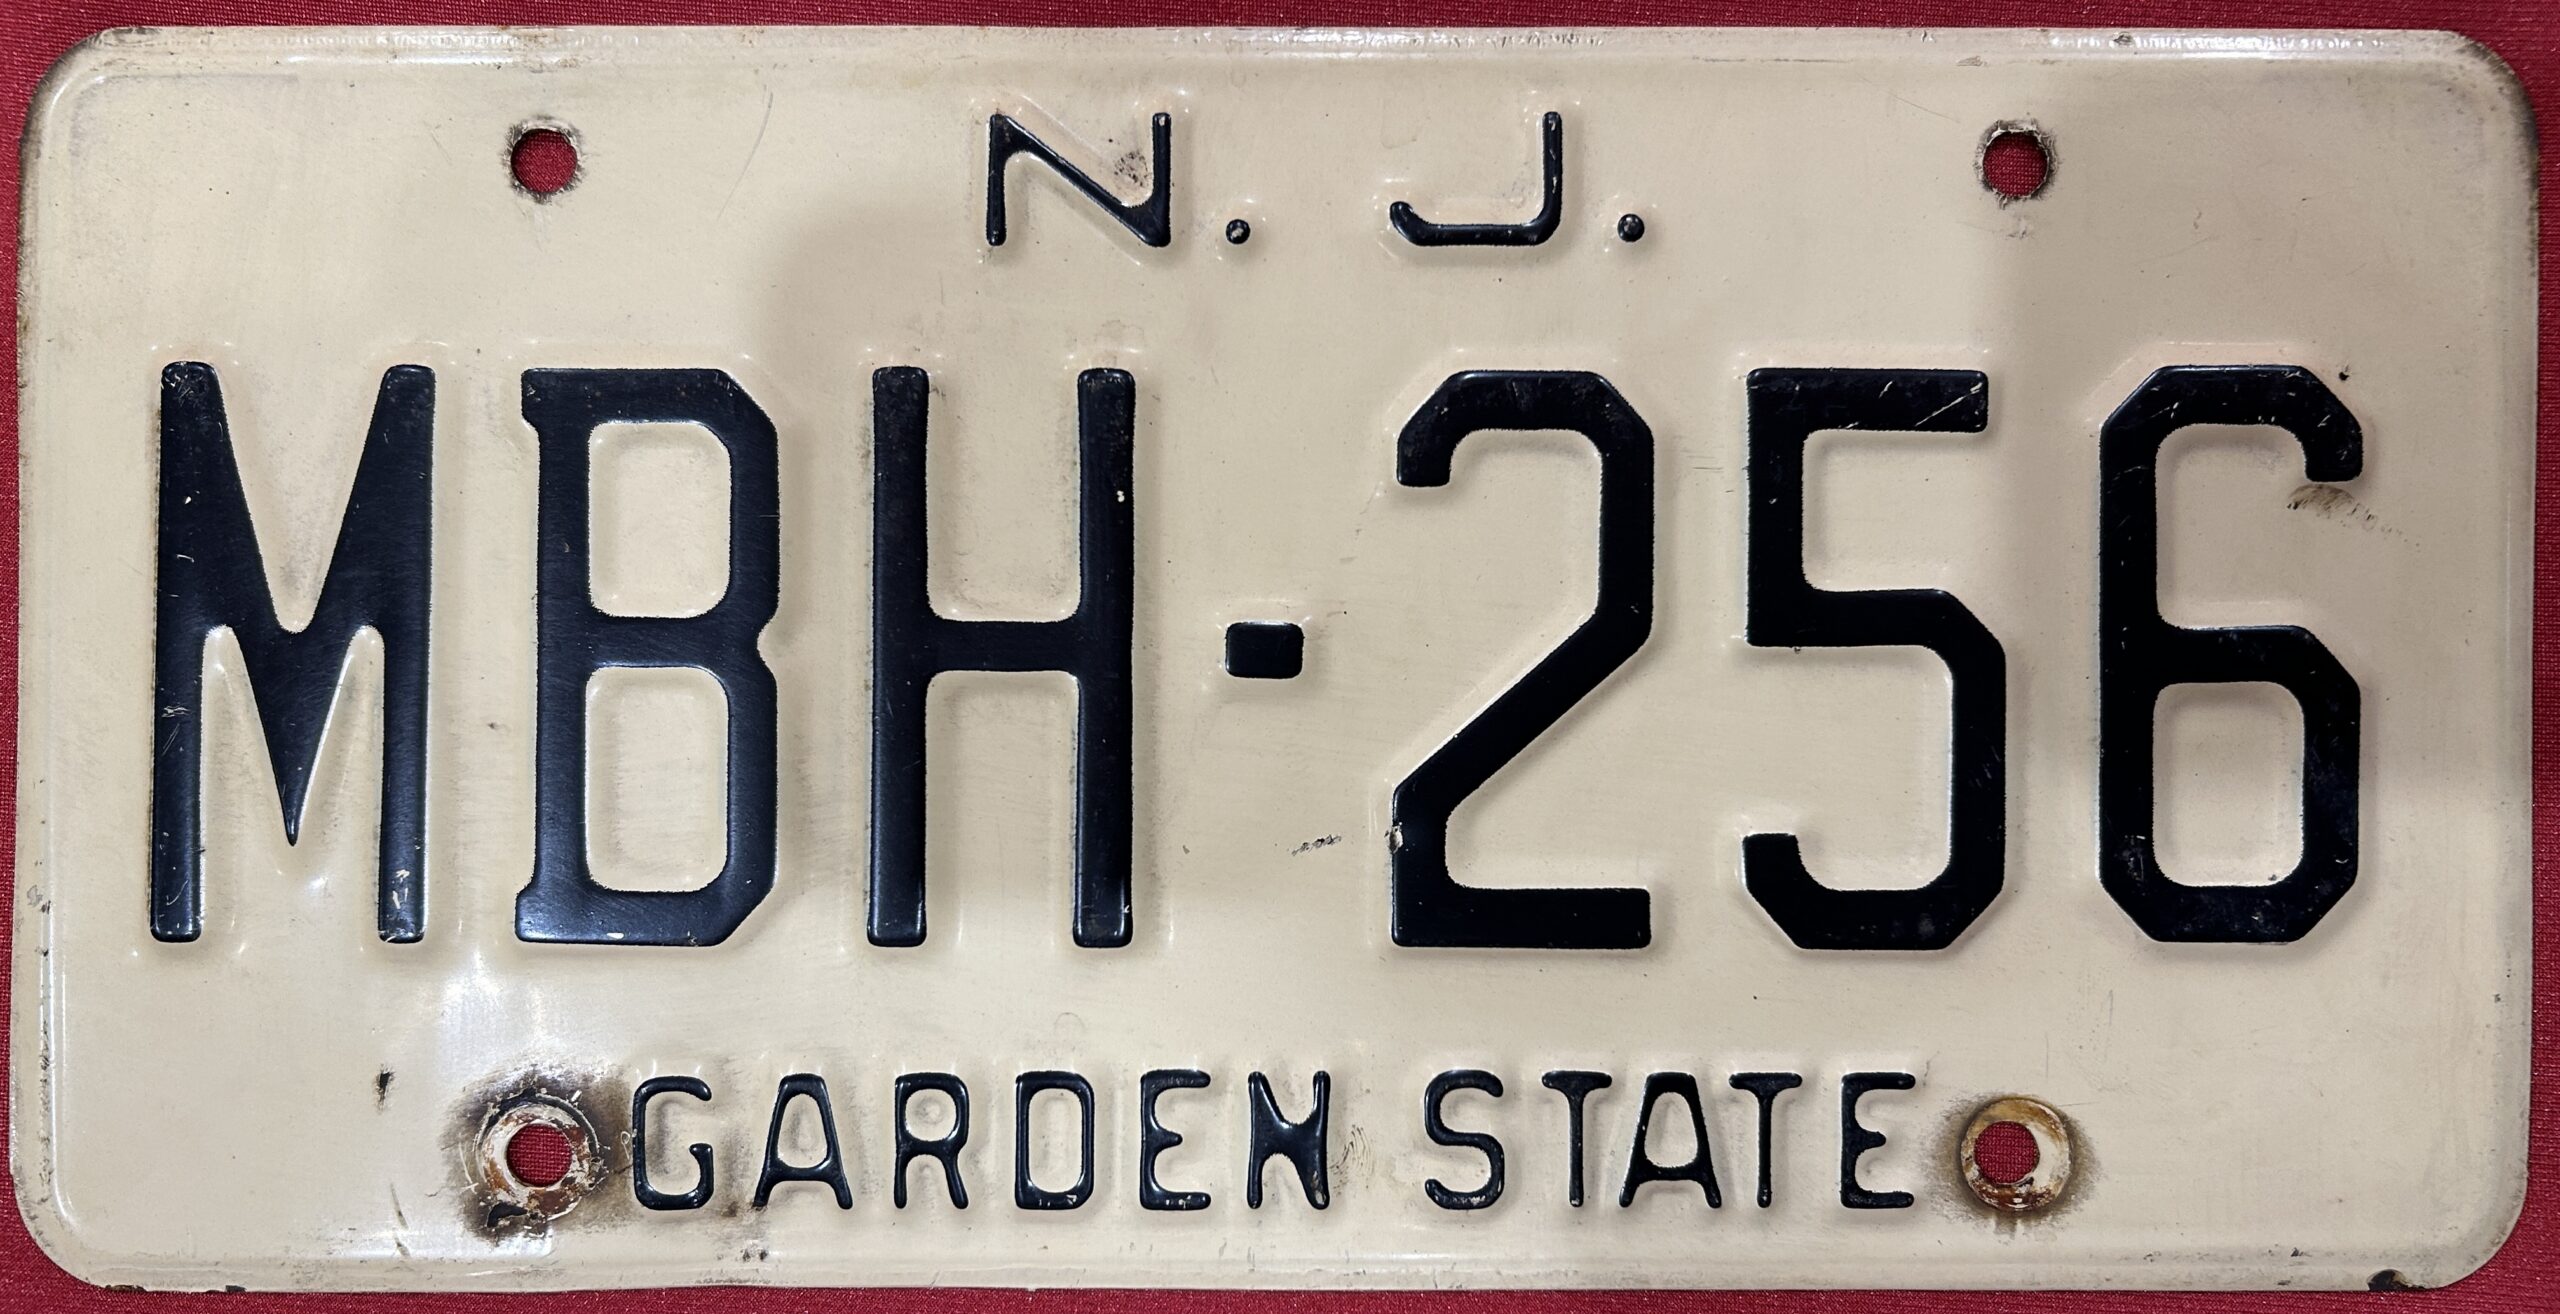 N. J.
MBH-256
GARDEN STATE